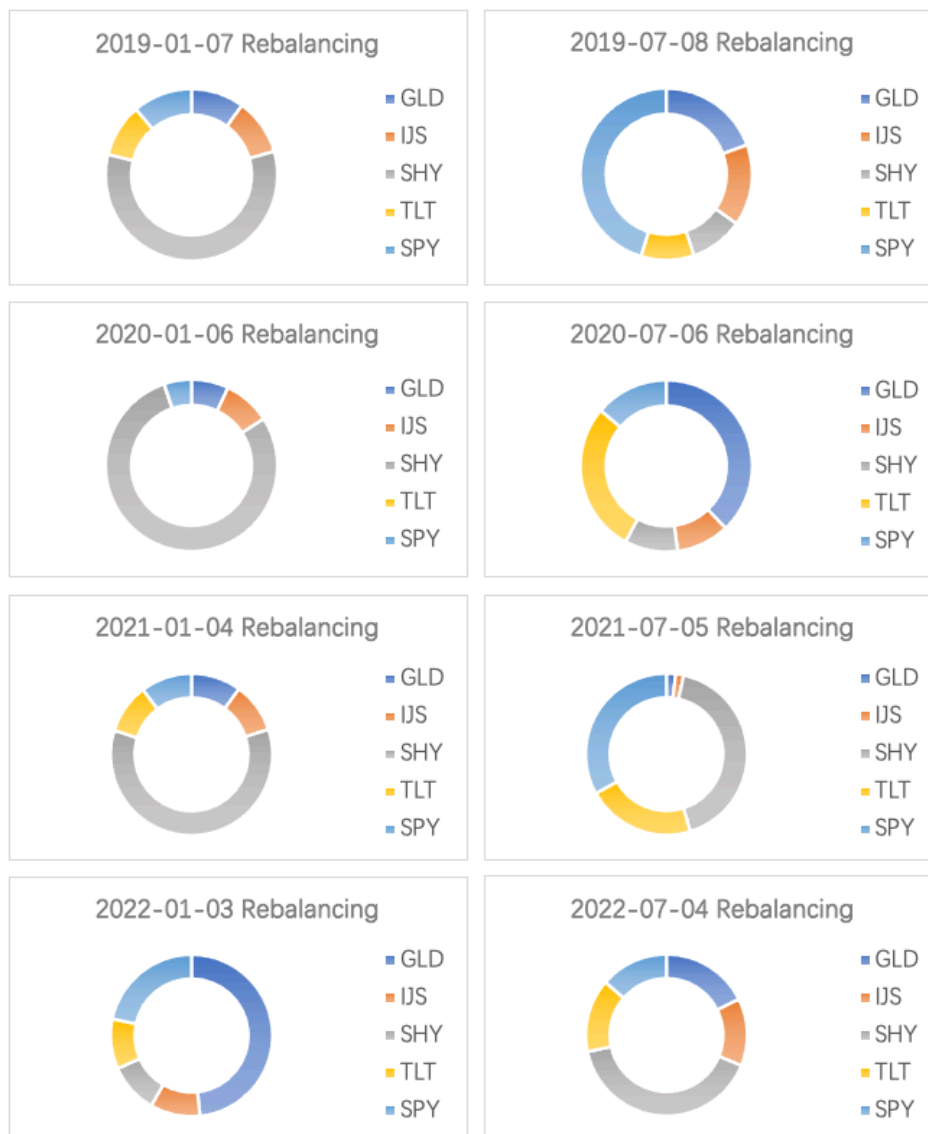 2019-01-07 Rebalancing
GLD
IJS
SHY
TLT
SPY
2019-07-08 Rebalancing
GLD
IJS
SHY
TLT
SPY
2020-01-06 Rebalancing
GLD
IJS
SHY
TLT
SPY
2020-07-06 Rebalancing
GLD
IJS
SHY
TLT
SPY
2021-01-04 Rebalancing
GLD
IJS
SHY
TLT
SPY
2021-07-05 Rebalancing
GLD
IJS
SHY
TLT
SPY
2022-01-03 Rebalancing
GLD
IJS
SHY
TLT
SPY
2022-07-04 Rebalancing
GLD
IJS
SHY
TLT
SPY